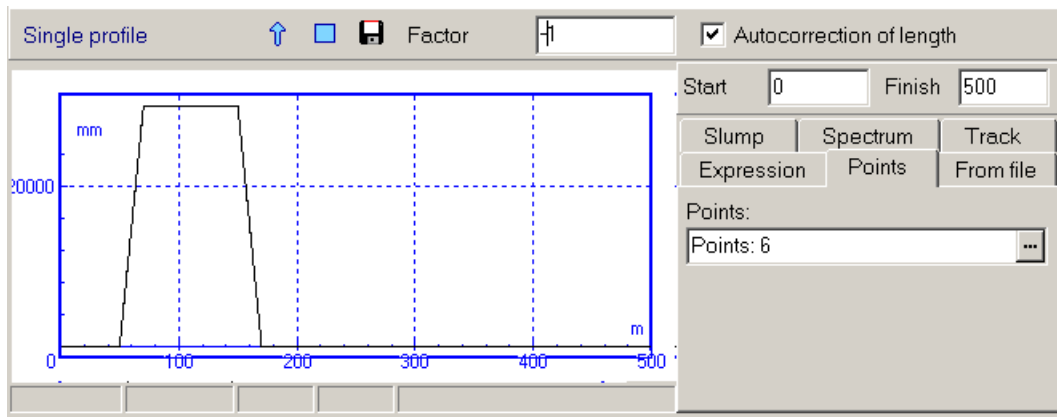 Single profile
Factor
-1
Autocorrection of length
Start 0 Finish 500
Slump Spectrum Track
Expression Points From file
Points:
Points: 6 ...
mm
20000
m
0 100 200 300 400 500